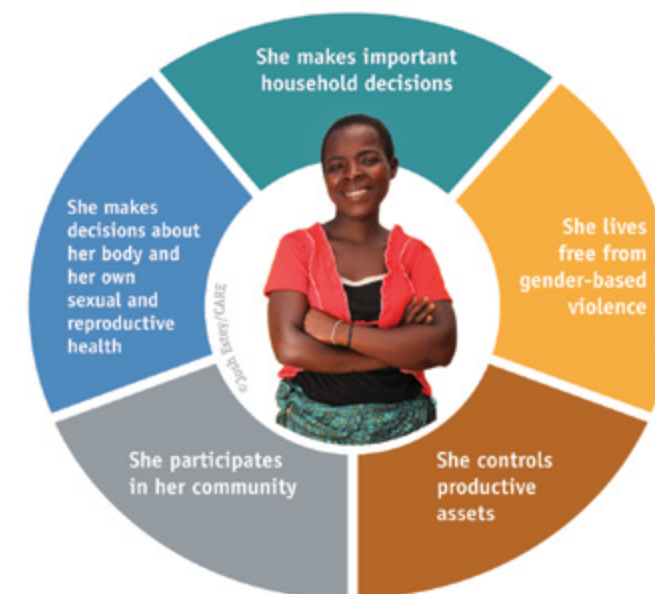 She makes important
household decisions
She lives
free from
gender-based
violence
She controls
productive
assets
She participates
in her community
She makes
decisions about
her body and
her own
sexual and
reproductive
health
©Josh Estey/CARE